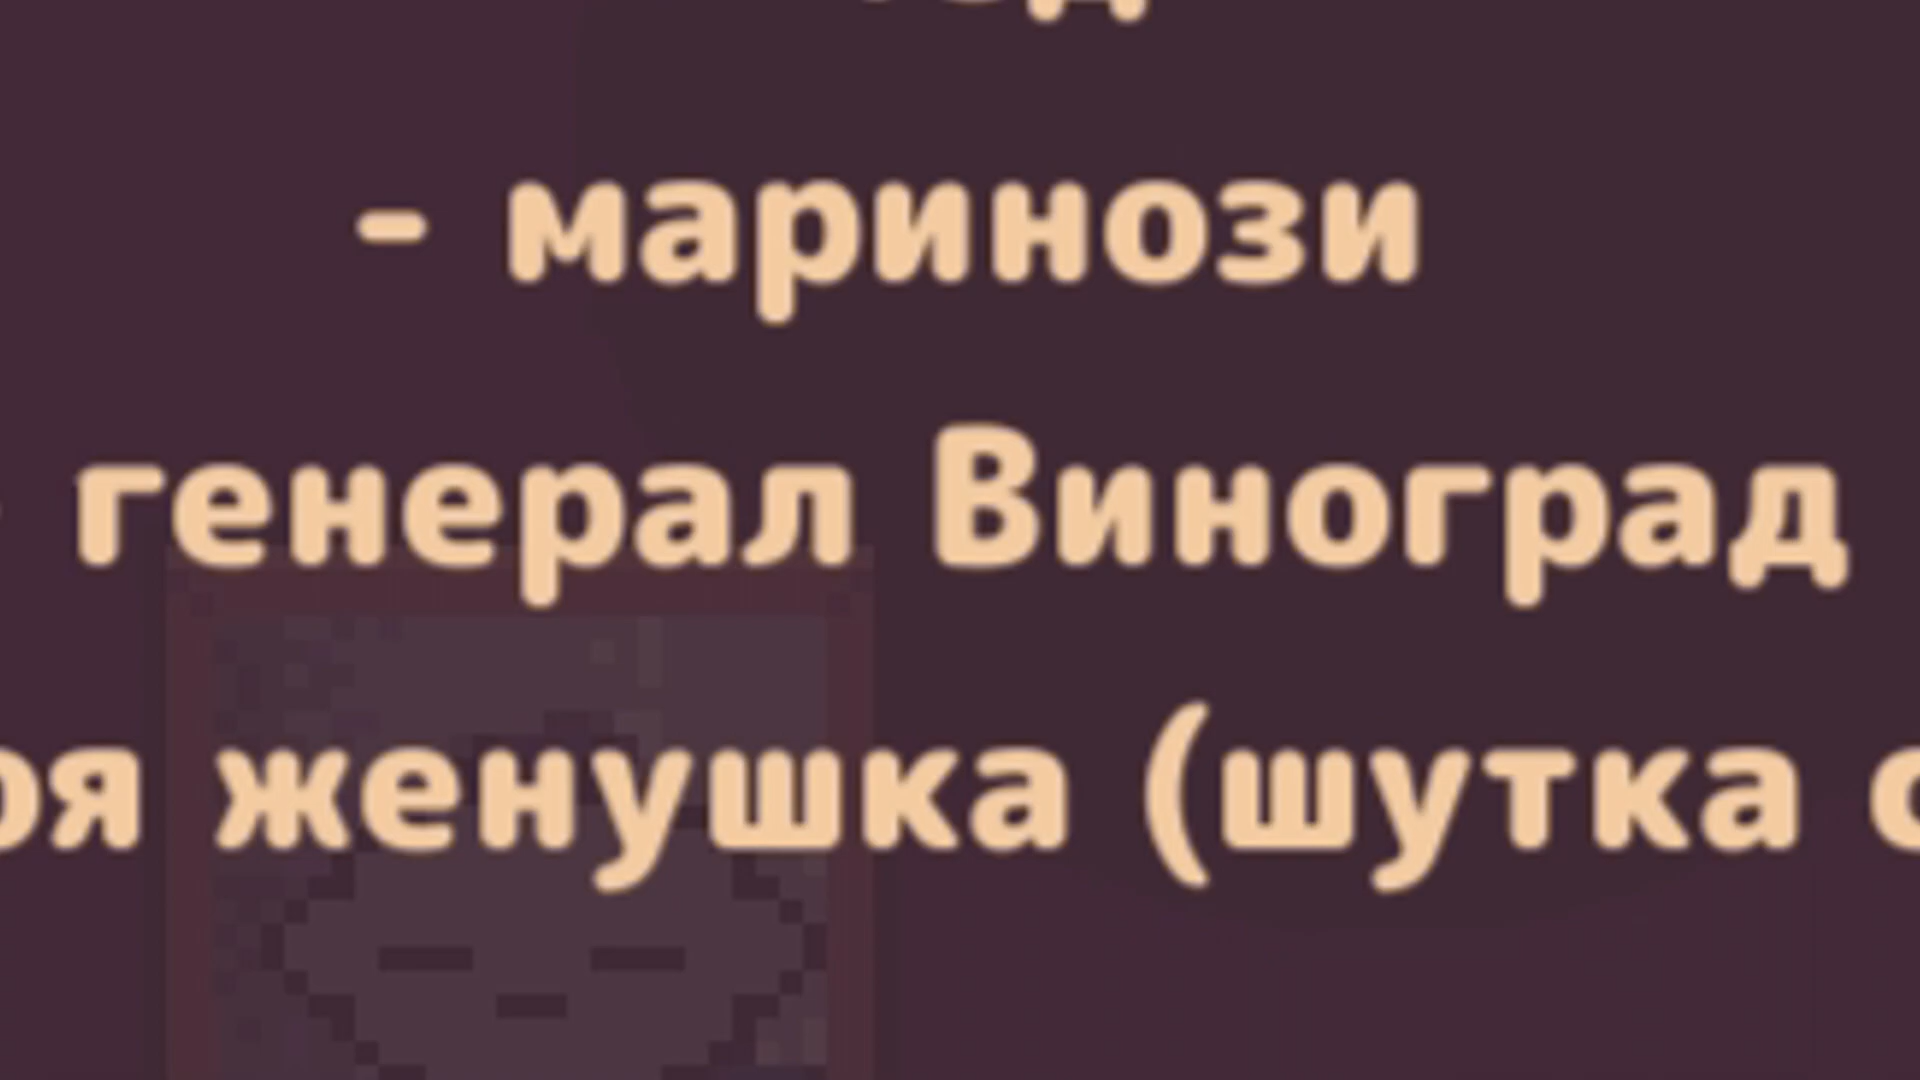 - маринози
генерал Виноград
женушка (шутка